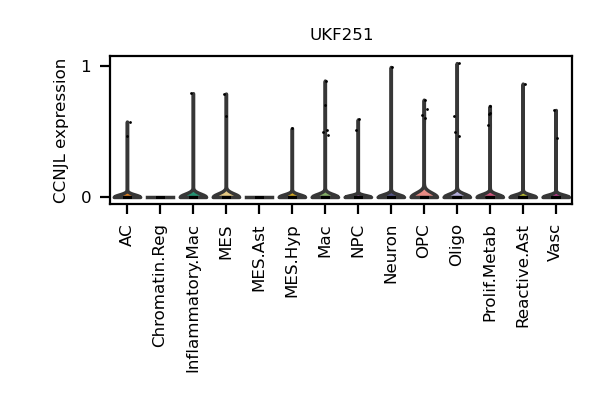 UKF251
CCNJL expression
1
0
AC
Chromatin.Reg
Inflammatory.Mac
MES
MES.Ast
MES.Hyp
Mac
NPC
Neuron
OPC
Oligo
Prolif.Metab
Reactive.Ast
Vasc